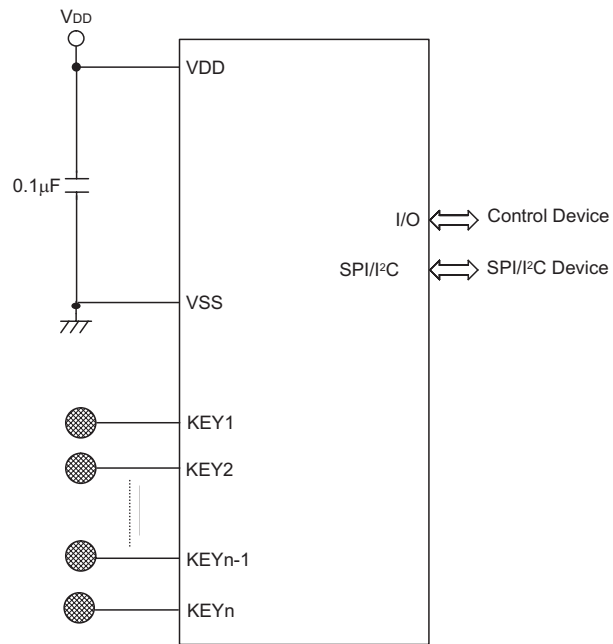 VDD
VDD
0.1μF
I/O
Control Device
SPI/I²C
SPI/I²C Device
VSS
KEY1
KEY2
KEYn-1
KEYn